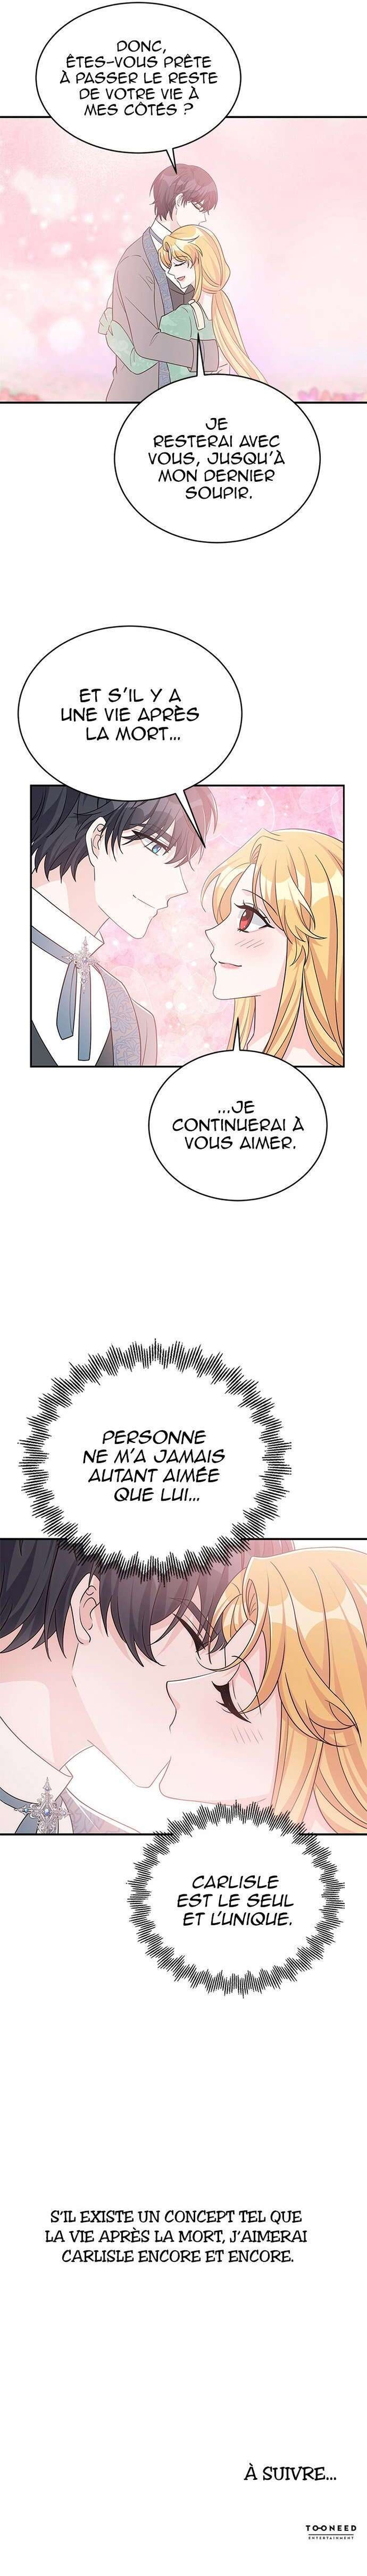 DONC,
ÊTES-VOUS PRÊTE
À PASSER LE RESTE
DE VOTRE VIE À
MES CÔTÉS ?
JE
RESTERAI AVEC
VOUS, JUSQU'À
MON DERNIER
SOUPIR.
ET S'IL Y A
UNE VIE APRÈS
LA MORT...
...JE
CONTINUERAI À
VOUS AIMER.
PERSONNE
NE M'A JAMAIS
AUTANT AIMÉE
QUE LUI...
CARLISLE
EST LE SEUL
ET L'UNIQUE.
S'IL EXISTE UN CONCEPT TEL QUE
LA VIE APRÈS LA MORT, J'AIMERAI
CARLISLE ENCORE ET ENCORE.
À SUIVRE...
TOONEED
ENTERTAINMENT